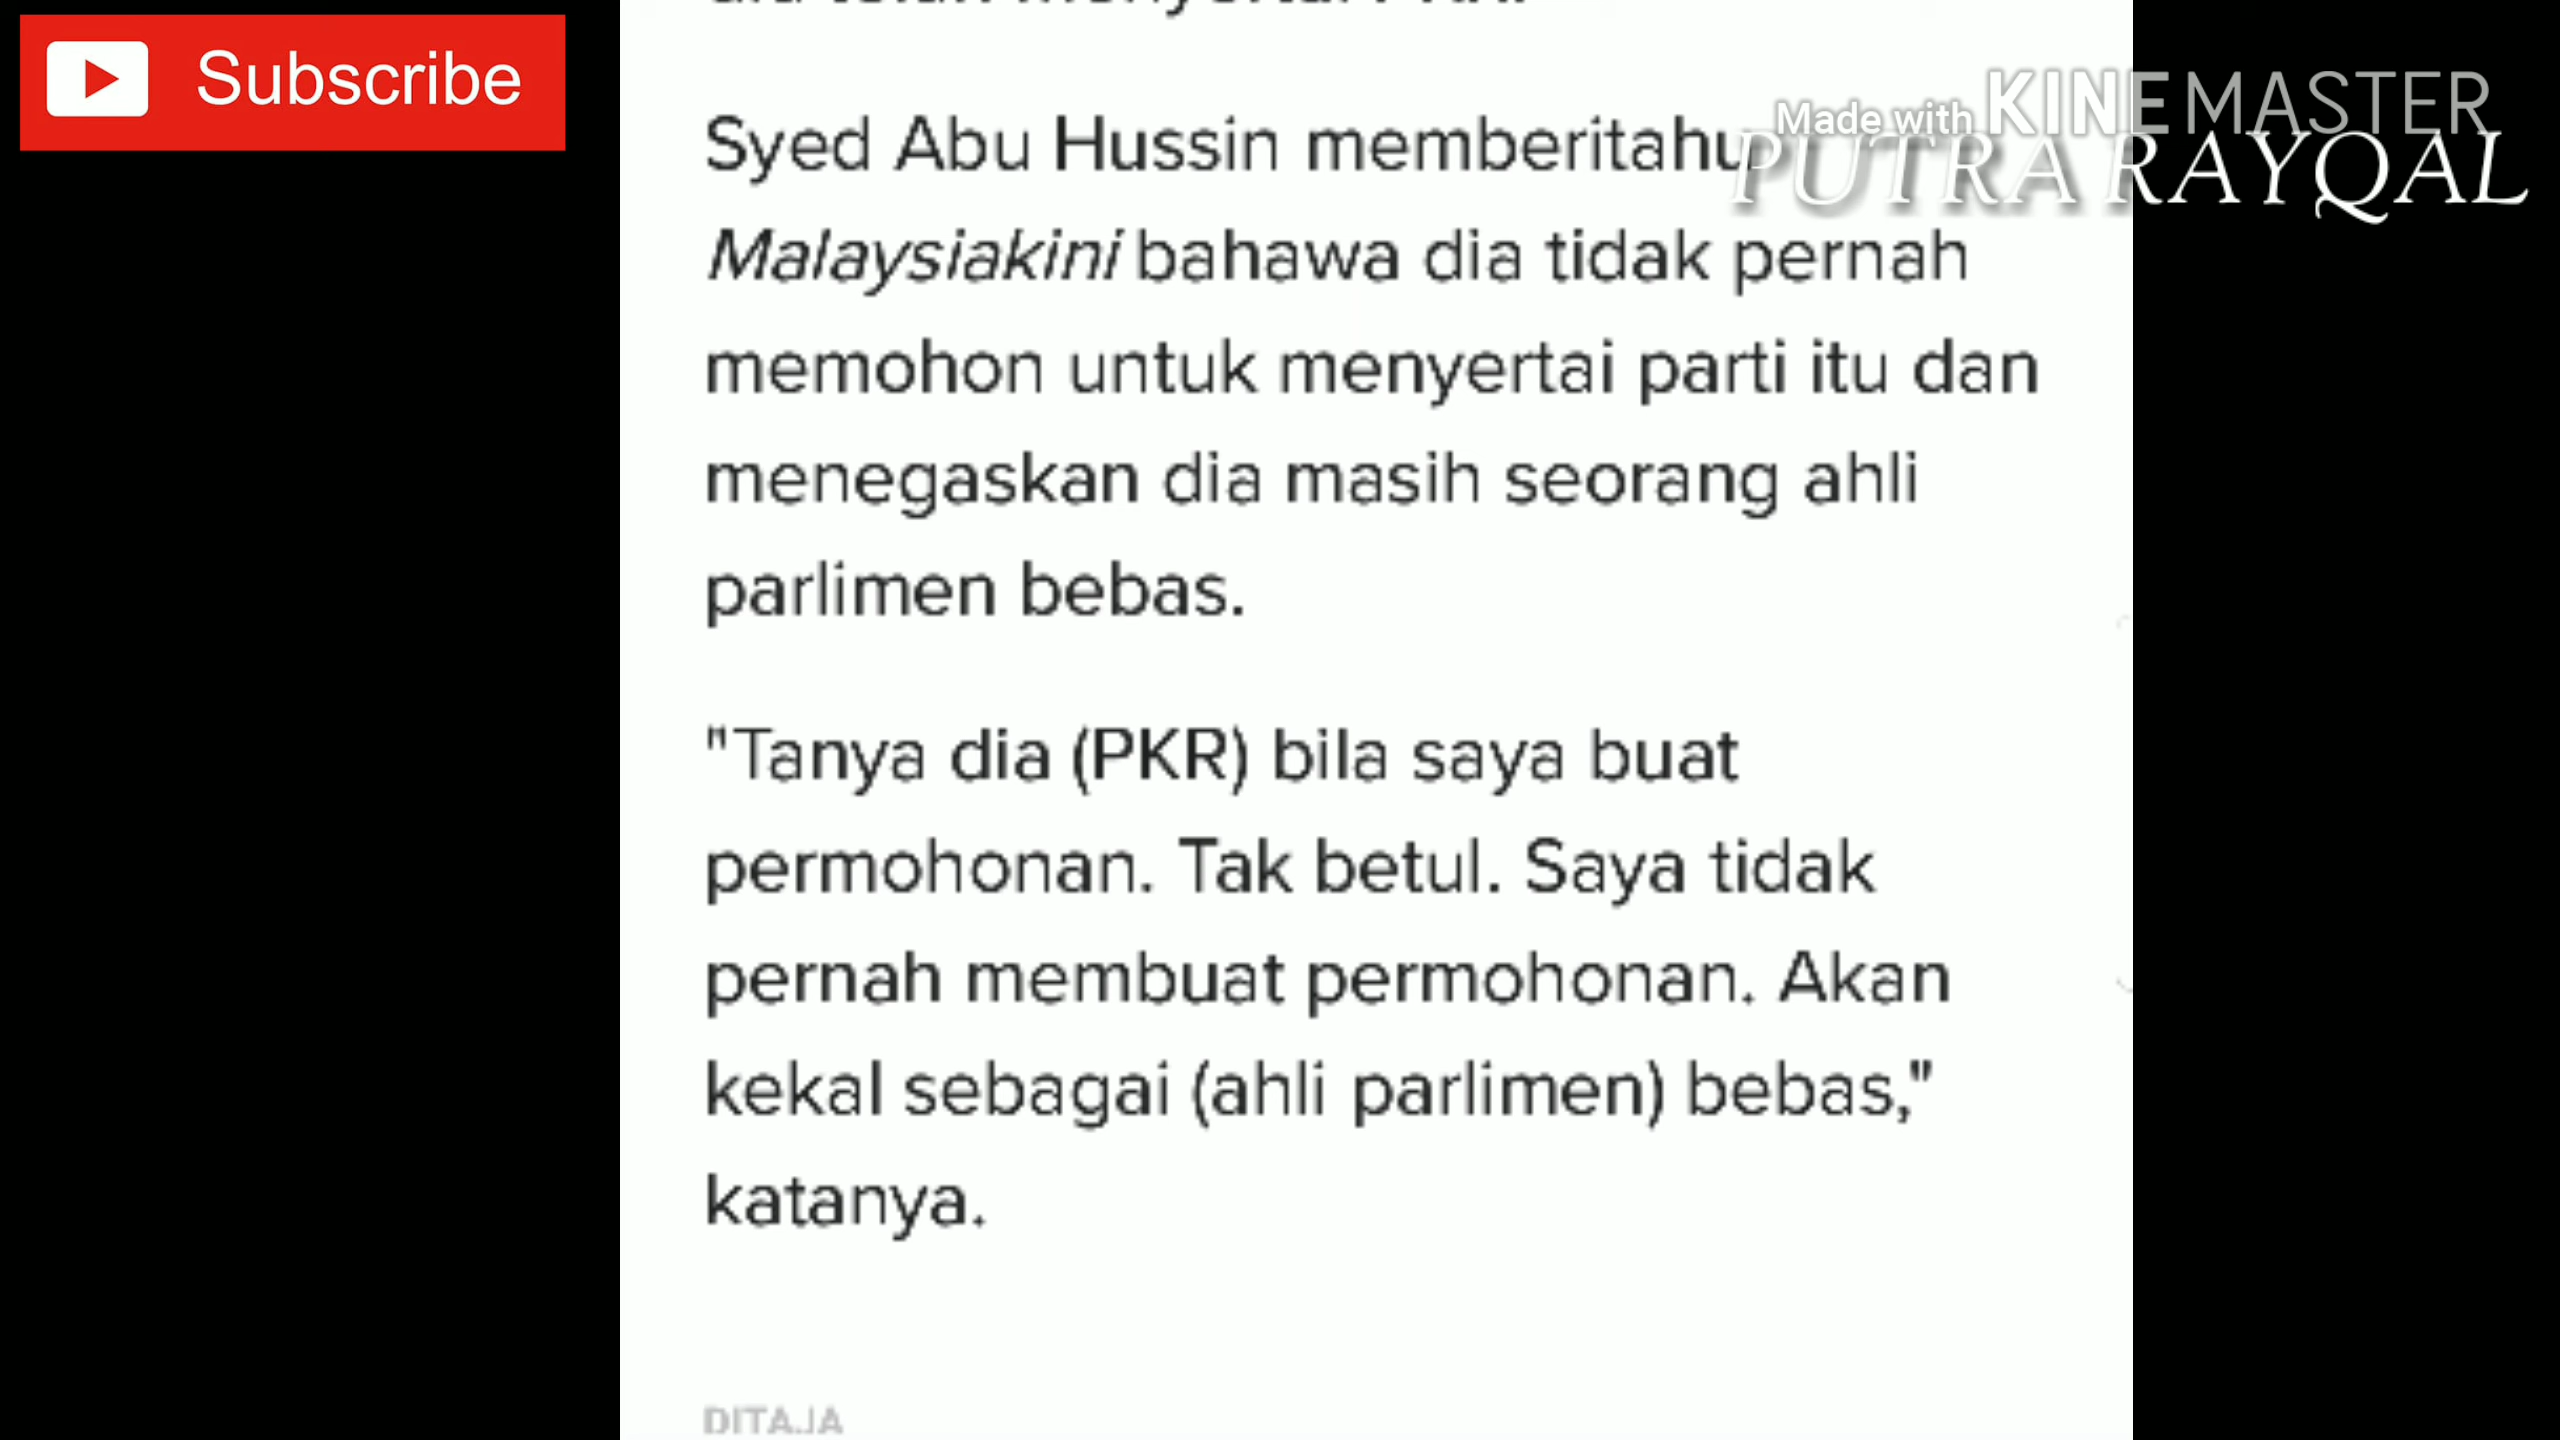 Subscribe
Made with KINEMASTER
PUTRA RAYQAL
Syed Abu Hussin memberitahu
Malaysiakini bahawa dia tidak pernah
memohon untuk menyertai parti itu dan
menegaskan dia masih seorang ahli
parlimen bebas.
"Tanya dia (PKR) bila saya buat
permohonan. Tak betul. Saya tidak
pernah membuat permohonan. Akan
kekal sebagai (ahli parlimen) bebas,"
katanya.
DITAJA